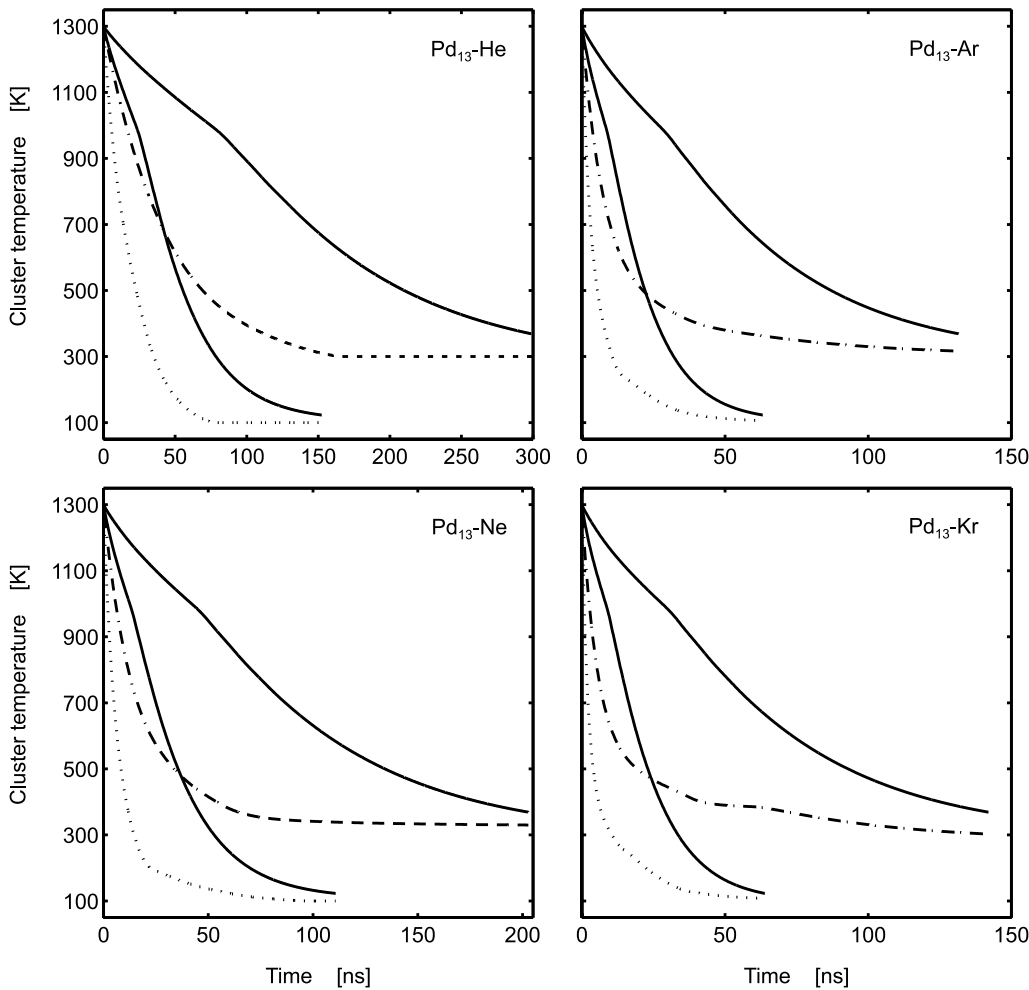 Pd13-He
Pd13-Ar
1300
1100
900
700
500
300
100
Cluster temperature [K]
0 50 100 150 200 250 300
0 50 100 150
Pd13-Ne
Pd13-Kr
1300
1100
900
700
500
300
100
Cluster temperature [K]
0 50 100 150 200
0 50 100 150
Time [ns]
Time [ns]